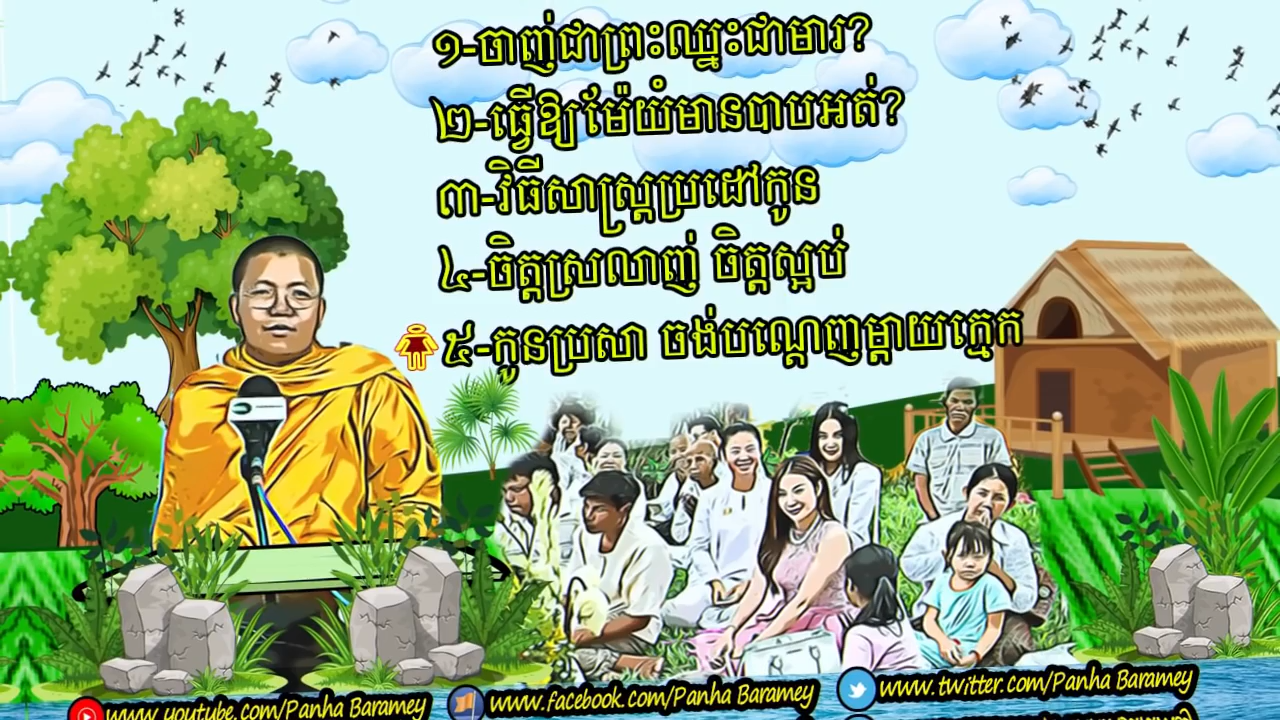 ១-ចាញ់ជាព្រះឈ្នះជាមារ?
២-ធ្វើឱ្យម៉ែយំមានបាបអត់?
៣-វិធីសាស្ត្រប្រដៅកូន
៤-ចិត្តស្រលាញ់ ចិត្តស្អប់
៥-កូនប្រសា ចង់បណ្តេញម្តាយក្មេក
www.youtube.com/Panha Baramey
www.facebook.com/Panha Baramey
www.twitter.com/Panha Baramey